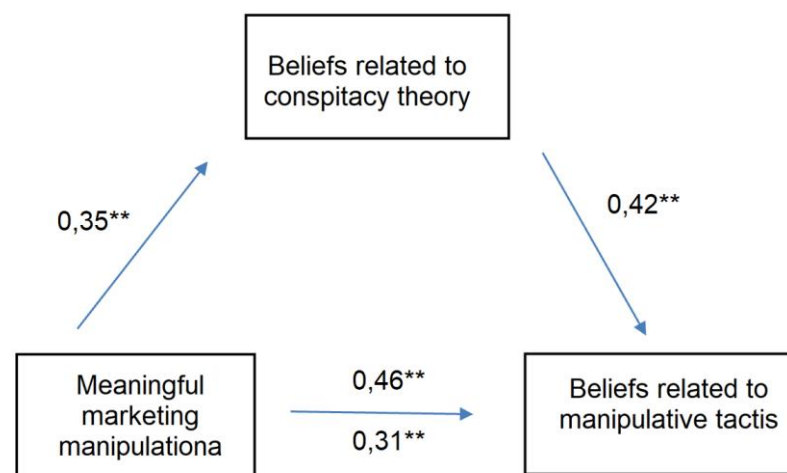 Beliefs related to
conspitacy theory
0,35**
0,42**
Meaningful
marketing
manipulationa
0,46**
0,31**
Beliefs related to
manipulative tactis